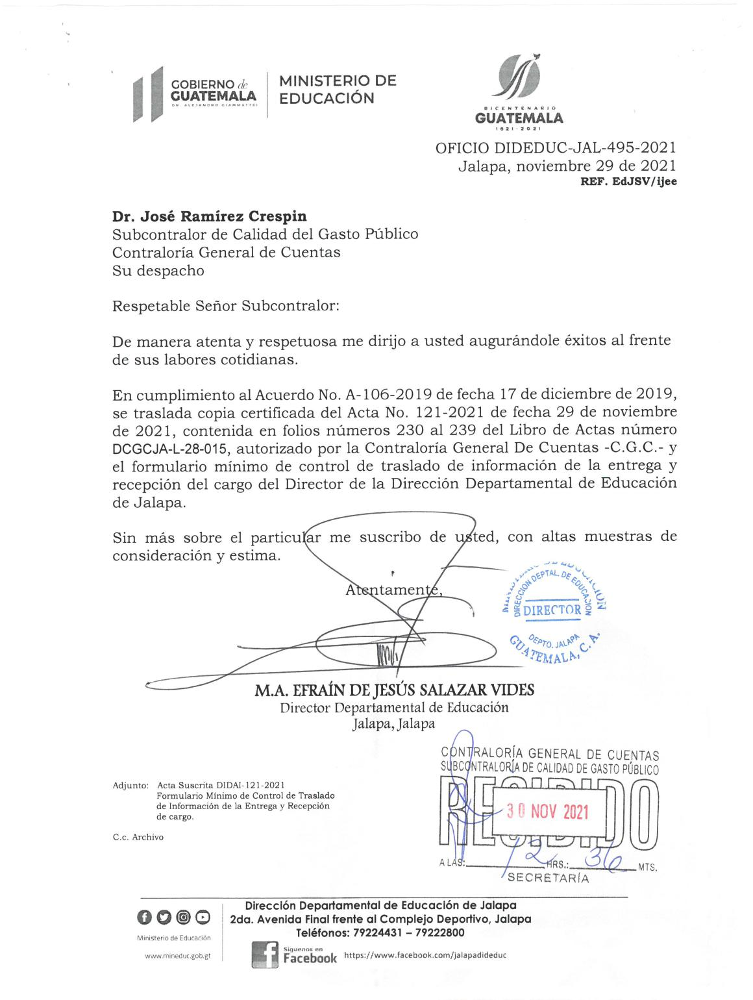 GOBIERNO de
GUATEMALA
DR. ALEJANDRO GIAMMATTEI
MINISTERIO DE
EDUCACIÓN
BICENTENARIO
GUATEMALA
1821-2021
OFICIO DIDEDUC-JAL-495-2021
Jalapa, noviembre 29 de 2021
REF. EdJSV/ijee
Dr. José Ramírez Crespin
Subcontralor de Calidad del Gasto Público
Contraloría General de Cuentas
Su despacho
Respetable Señor Subcontralor:
De manera atenta y respetuosa me dirijo a usted augurándole éxitos al frente
de sus labores cotidianas.
En cumplimiento al Acuerdo No. A-106-2019 de fecha 17 de diciembre de 2019,
se traslada copia certificada del Acta No. 121-2021 de fecha 29 de noviembre
de 2021, contenida en folios números 230 al 239 del Libro de Actas número
DCGCJA-L-28-015, autorizado por la Contraloría General De Cuentas -C.G.C.- y
el formulario mínimo de control de traslado de información de la entrega y
recepción del cargo del Director de la Dirección Departamental de Educación
de Jalapa.
Sin más sobre el particular me suscribo de usted, con altas muestras de
consideración y estima.
Atentamente,
MINISTERIO DE EDUCACION
DIRECCION DEPTAL. DE EDUCACION
DIRECTOR
DEPTO. JALAPA
GUATEMALA, C. A.
M.A. EFRAÍN DE JESÚS SALAZAR VIDES
Director Departamental de Educación
Jalapa, Jalapa
CONTRALORÍA GENERAL DE CUENTAS
SUBCONTRALORÍA DE CALIDAD DE GASTO PÚBLICO
RECIBIDO
30 NOV 2021
A LAS: 12 HRS.: 36 MTS.
SECRETARÍA
Adjunto: Acta Suscrita DIDAI-121-2021
Formulario Mínimo de Control de Traslado
de Información de la Entrega y Recepción
de cargo.
C.c. Archivo
Ministerio de Educación
www.mineduc.gob.gt
Dirección Departamental de Educación de Jalapa
2da. Avenida Final frente al Complejo Deportivo, Jalapa
Teléfonos: 79224431 – 79222800
Síguenos en
Facebook https://www.facebook.com/jalapadideduc